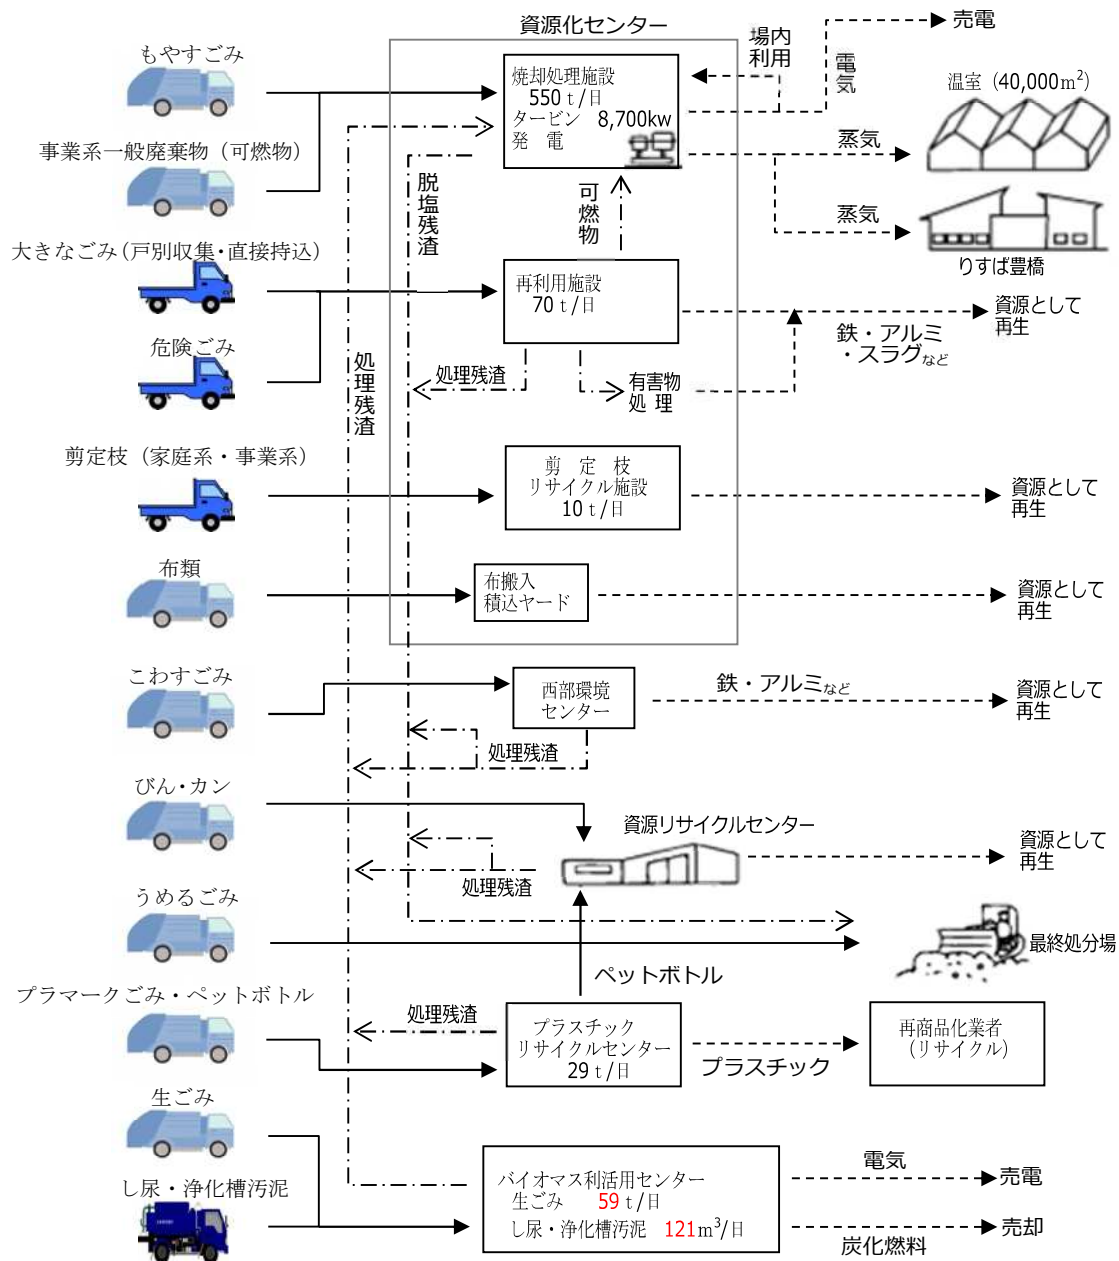 資源化センター
売電
もやすごみ
場内
利用
電気
焼却処理施設
550ｔ/日
タービン 8,700kw
発　電
温室（40,000m²）
蒸気
事業系一般廃棄物（可燃物）
脱塩残渣
可燃物
蒸気
りすば豊橋
大きなごみ(戸別収集・直接持込)
再利用施設
70ｔ/日
資源として
再生
鉄・アルミ
・スラグなど
危険ごみ
処理残渣
処理残渣
有害物
処 理
剪定枝（家庭系・事業系）
剪　定　枝
リサイクル施設
10ｔ/日
資源として
再生
布類
布搬入
積込ヤード
資源として
再生
こわすごみ
西部環境
センター
鉄・アルミなど
資源として
再生
処理残渣
びん・カン
資源リサイクルセンター
資源として
再生
処理残渣
うめるごみ
最終処分場
ペットボトル
プラマークごみ・ペットボトル
処理残渣
プラスチック
リサイクルセンター
29ｔ/日
プラスチック
再商品化業者
（リサイクル）
生ごみ
バイオマス利活用センター
生ごみ 59ｔ/日
し尿・浄化槽汚泥 121m³/日
電気
売電
し尿・浄化槽汚泥
炭化燃料
売却